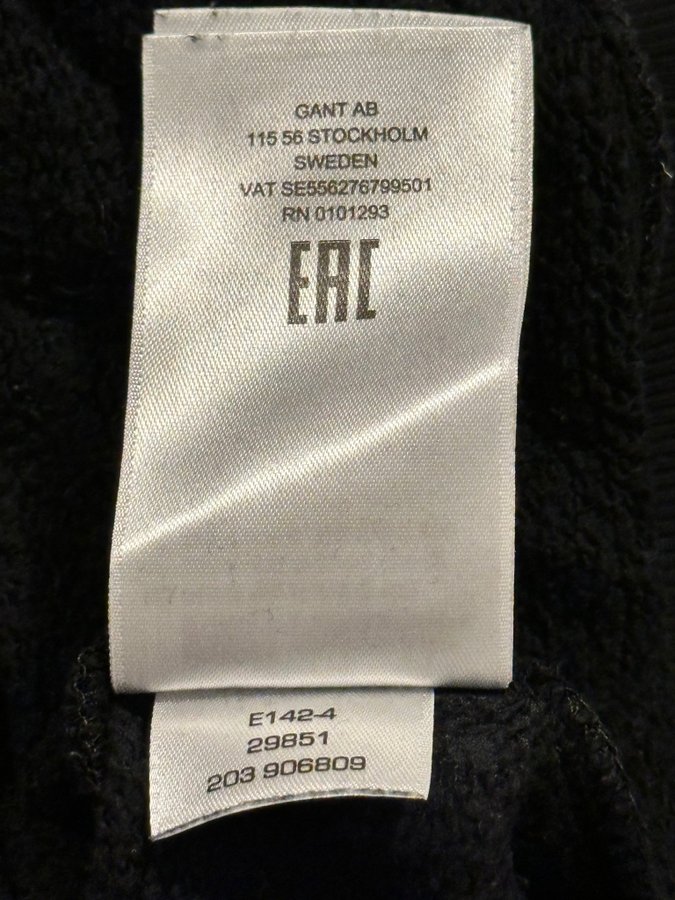 GANT AB
115 56 STOCKHOLM
SWEDEN
VAT SE556276799501
RN 0101293
EAC
E142-4
29851
203 906809